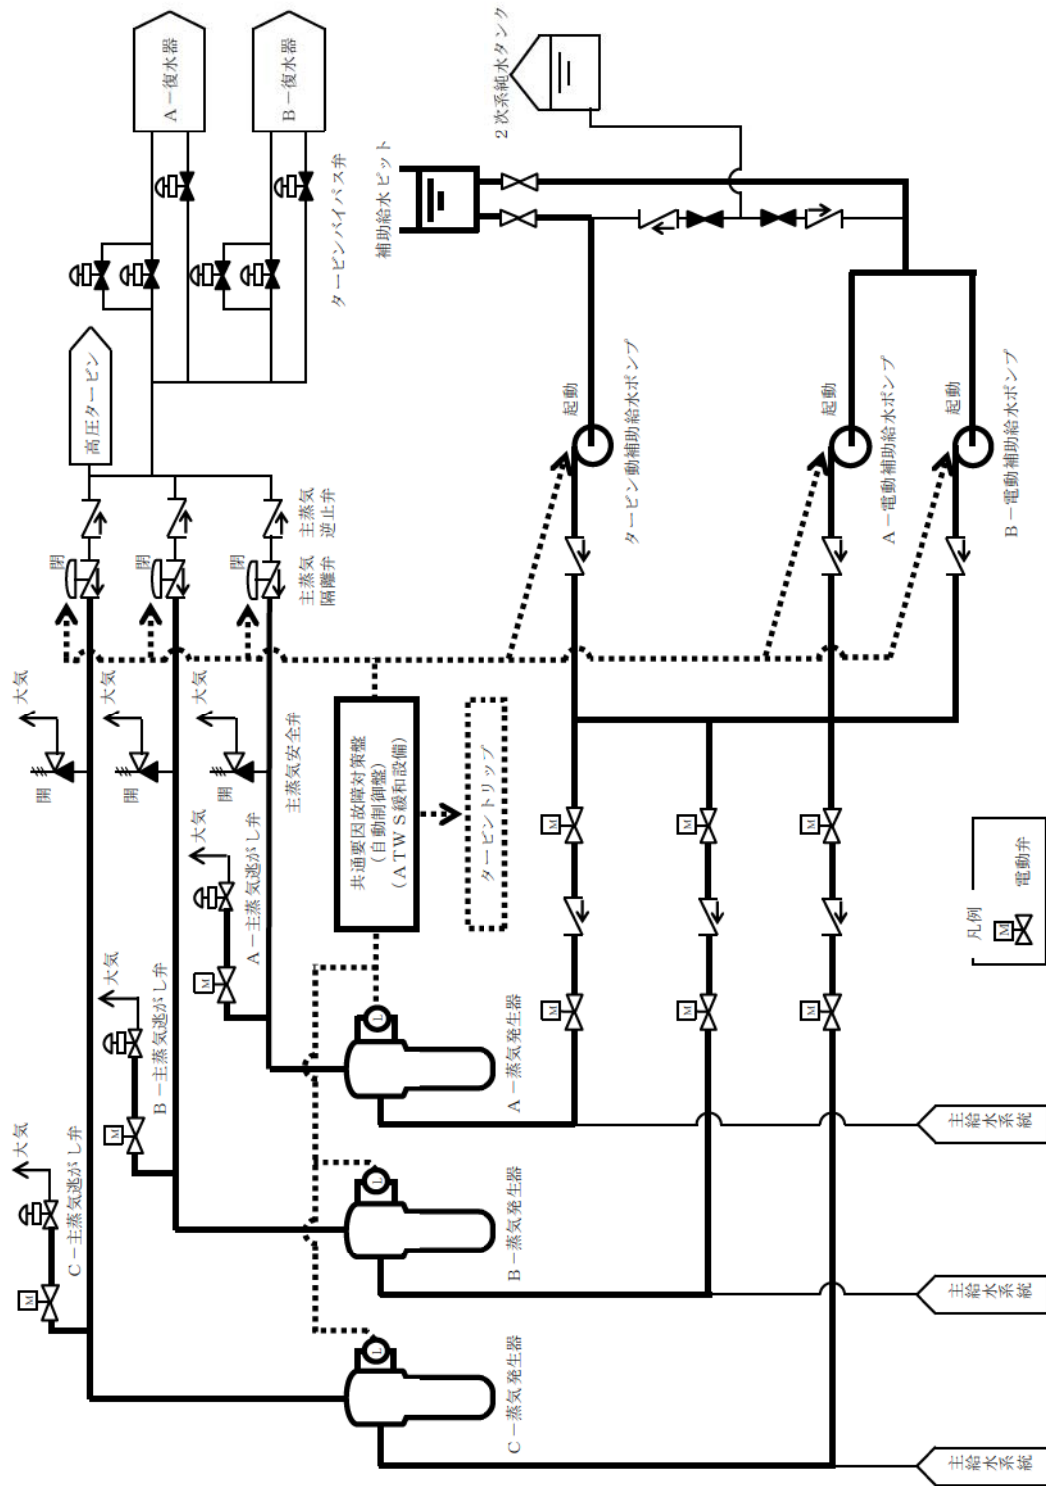 A－復水器
B－復水器
タービンバイパス弁
高圧タービン
2次系純水タンク
補助給水ピット
閉
閉
閉
主蒸気
逆止弁
主蒸気
隔離弁
起動
タービン動補助給水ポンプ
起動
A－電動補助給水ポンプ
起動
B－電動補助給水ポンプ
大気
大気
大気
開
開
開
主蒸気安全弁
大気
A－主蒸気逃がし弁
M
大気
B－主蒸気逃がし弁
M
大気
C－主蒸気逃がし弁
M
共通要因故障対策盤
(自動制御盤)
(ATWS緩和設備)
タービントリップ
M
M
M
M
M
M
L
A－蒸気発生器
L
B－蒸気発生器
L
C－蒸気発生器
主給水系統
主給水系統
主給水系統
凡例
M
電動弁